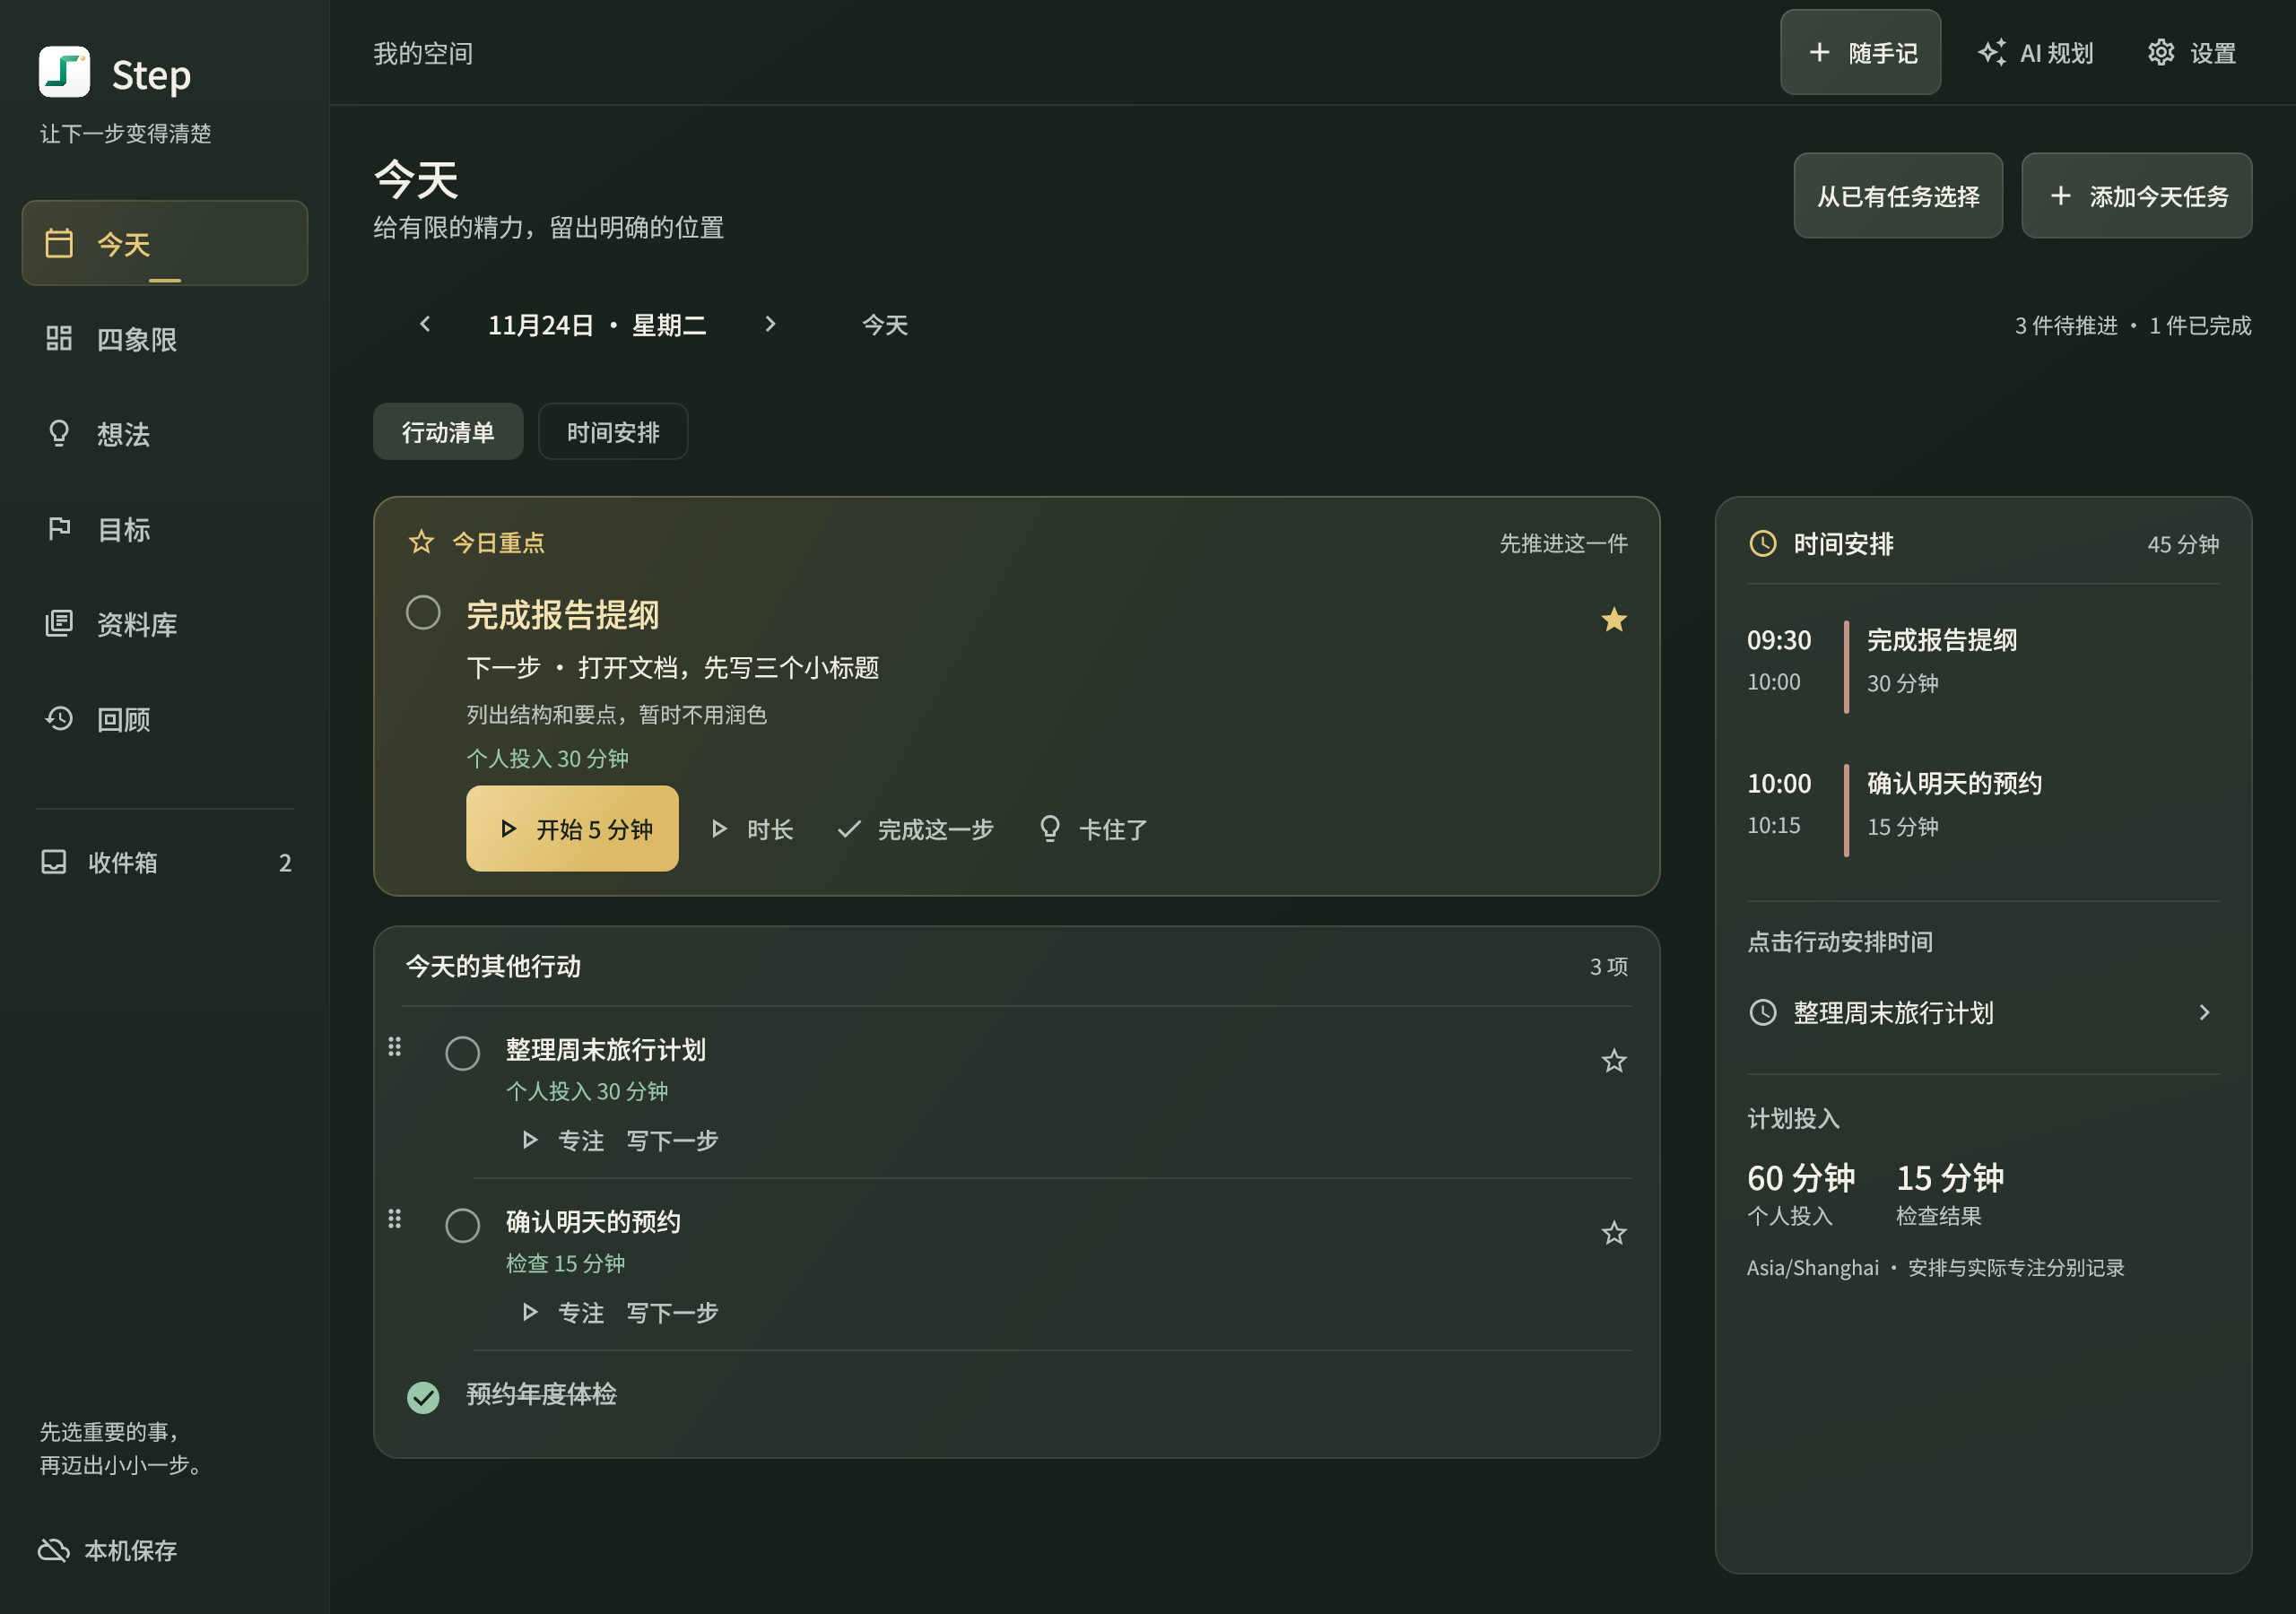 Step
让下一步变得清楚
今天
四象限
想法
目标
资料库
回顾
收件箱 2
先选重要的事，
再迈出小小一步。
本机保存
我的空间
随手记
AI 规划
设置
今天
给有限的精力，留出明确的位置
从已有任务选择
添加今天任务
11月24日 • 星期二
今天
3 件待推进 • 1 件已完成
行动清单
时间安排
今日重点
先推进这一件
完成报告提纲
下一步 • 打开文档，先写三个小标题
列出结构和要点，暂时不用润色
个人投入 30 分钟
开始 5 分钟
时长
完成这一步
卡住了
今天的其他行动
3 项
整理周末旅行计划
个人投入 30 分钟
专注 写下一步
确认明天的预约
检查 15 分钟
专注 写下一步
预约年度体检
时间安排
45 分钟
09:30 完成报告提纲
10:00 30 分钟
10:00 确认明天的预约
10:15 15 分钟
点击行动安排时间
整理周末旅行计划
计划投入
60 分钟 15 分钟
个人投入 检查结果
Asia/Shanghai • 安排与实际专注分别记录